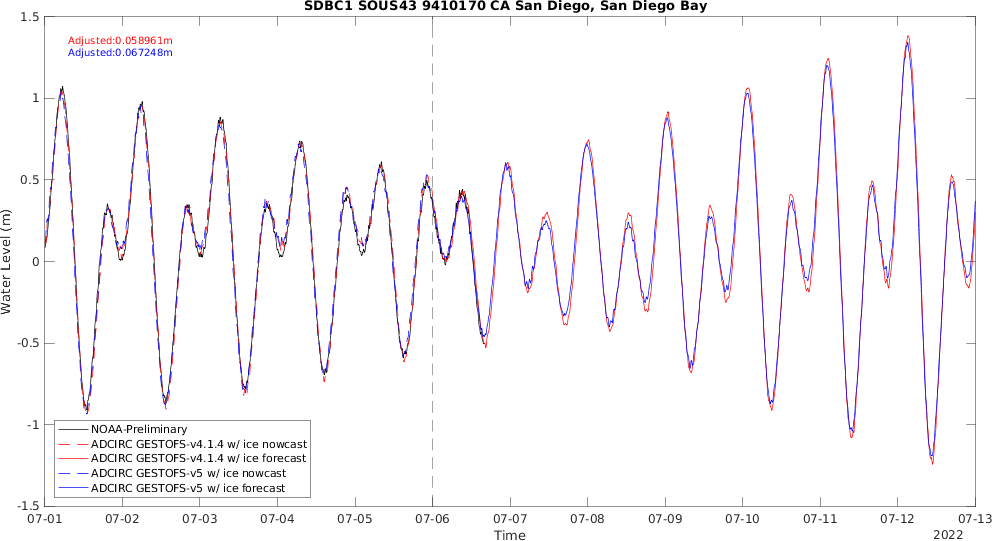 SDBC1 SOUS43 9410170 CA San Diego, San Diego Bay
Adjusted:0.058961m
Adjusted:0.067248m
Water Level (m)
1.5
1
0.5
0
-0.5
-1
-1.5
NOAA-Preliminary
ADCIRC GESTOFS-v4.1.4 w/ ice nowcast
ADCIRC GESTOFS-v4.1.4 w/ ice forecast
ADCIRC GESTOFS-v5 w/ ice nowcast
ADCIRC GESTOFS-v5 w/ ice forecast
07-01 07-02 07-03 07-04 07-05 07-06 07-07 07-08 07-09 07-10 07-11 07-12 07-13
Time
2022